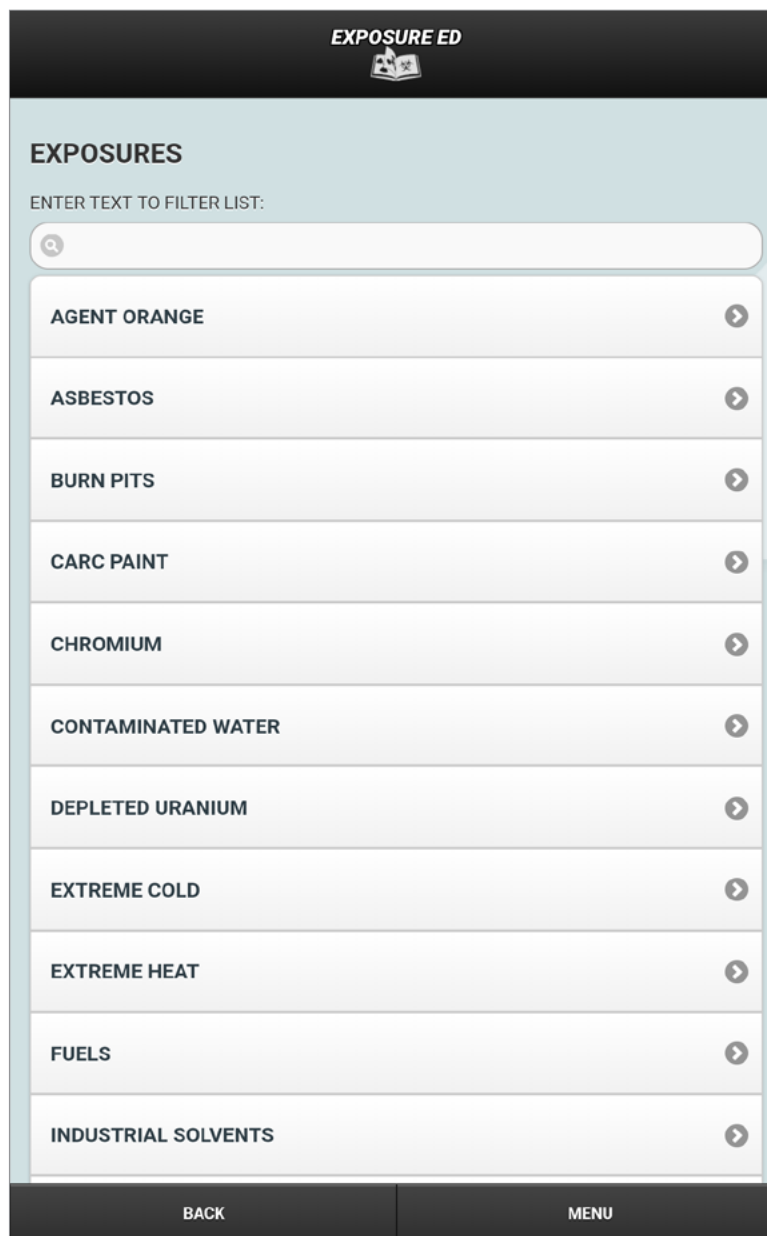 EXPOSURE ED
EXPOSURES
ENTER TEXT TO FILTER LIST:
AGENT ORANGE
ASBESTOS
BURN PITS
CARC PAINT
CHROMIUM
CONTAMINATED WATER
DEPLETED URANIUM
EXTREME COLD
EXTREME HEAT
FUELS
INDUSTRIAL SOLVENTS
BACK MENU